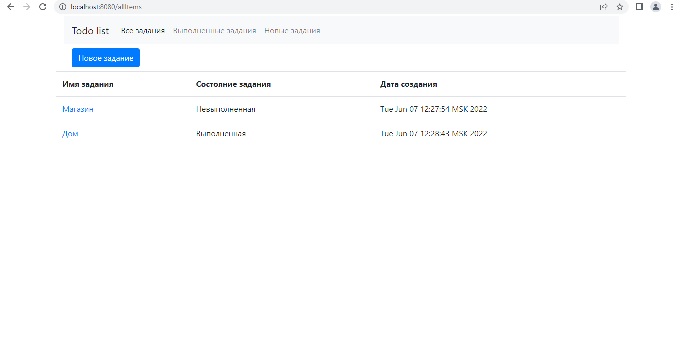 localhost:8080/allItems
Todo list Все задания Выполненные задания Новые задания
Новое задание
Имя задания Состояние задания Дата создания
Магазин Невыполненная Tue Jun 07 12:27:54 MSK 2022
Дом Выполненная Tue Jun 07 12:28:43 MSK 2022